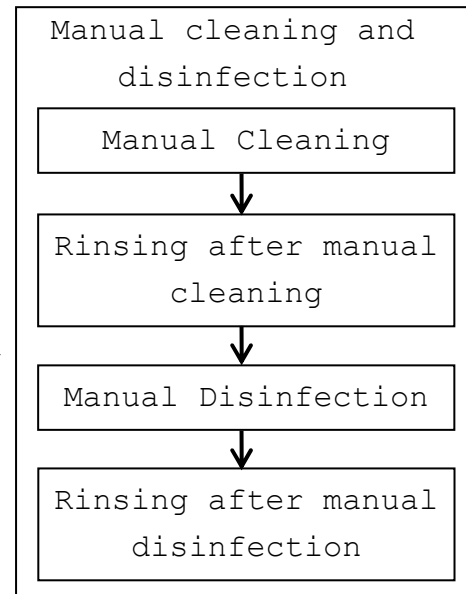 Manual cleaning and
disinfection
Manual Cleaning
Rinsing after manual
cleaning
Manual Disinfection
Rinsing after manual
disinfection